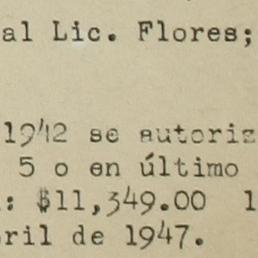 al Lic. Flores;
1942 se autoriz
5 o en último
: $11,349.00 1
ril de 1947.